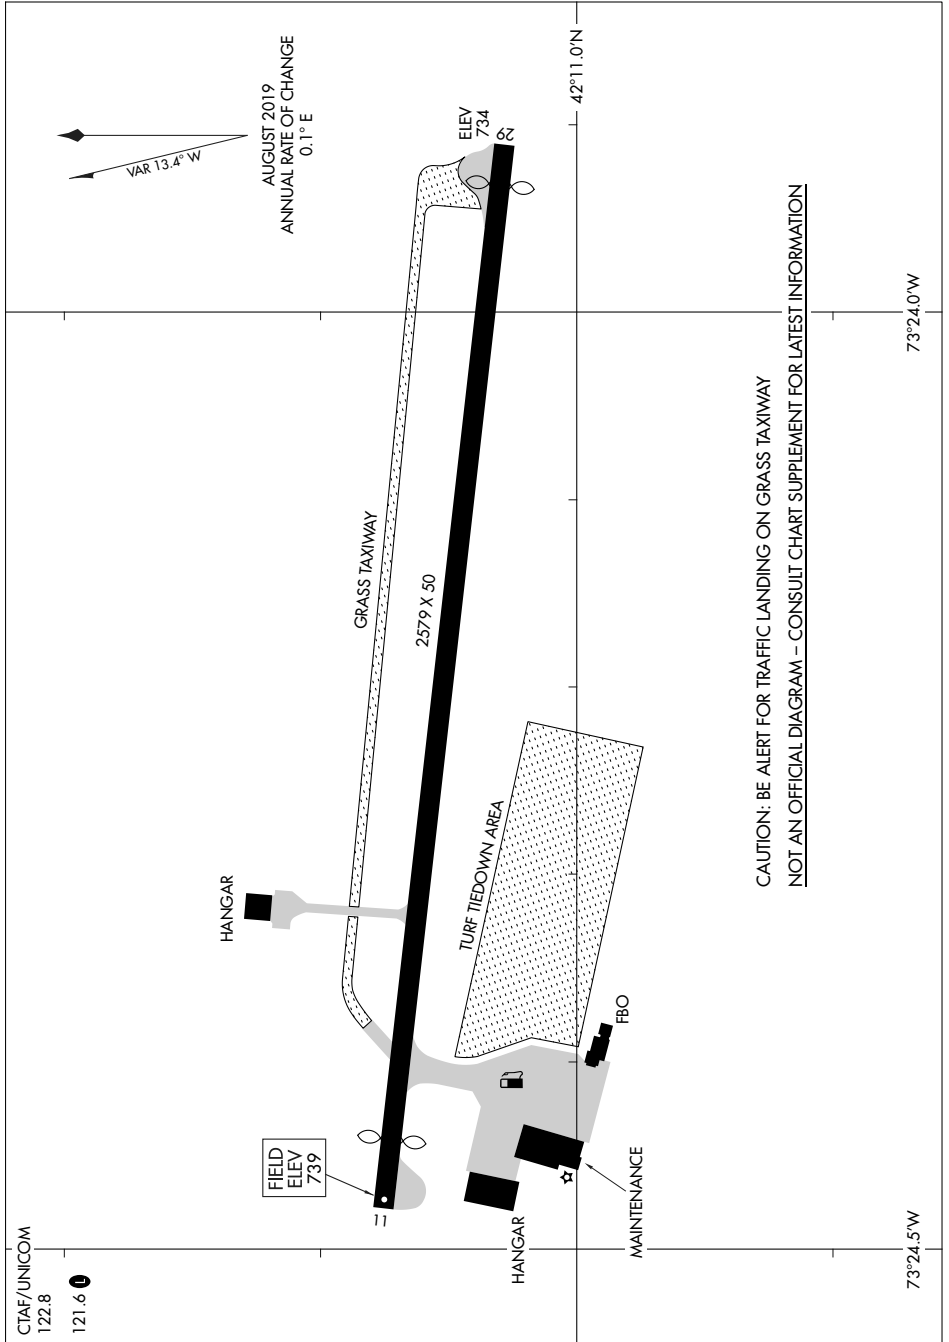 CTAF/UNICOM
122.8
121.6 L
VAR 13.4° W
AUGUST 2019
ANNUAL RATE OF CHANGE
0.1° E
HANGAR
GRASS TAXIWAY
ELEV
734
29
42°11.0'N
FIELD
ELEV
739
11
2579 X 50
TURF TIEDOWN AREA
HANGAR
FBO
MAINTENANCE
CAUTION: BE ALERT FOR TRAFFIC LANDING ON GRASS TAXIWAY
NOT AN OFFICIAL DIAGRAM – CONSULT CHART SUPPLEMENT FOR LATEST INFORMATION
73°24.5'W
73°24.0'W